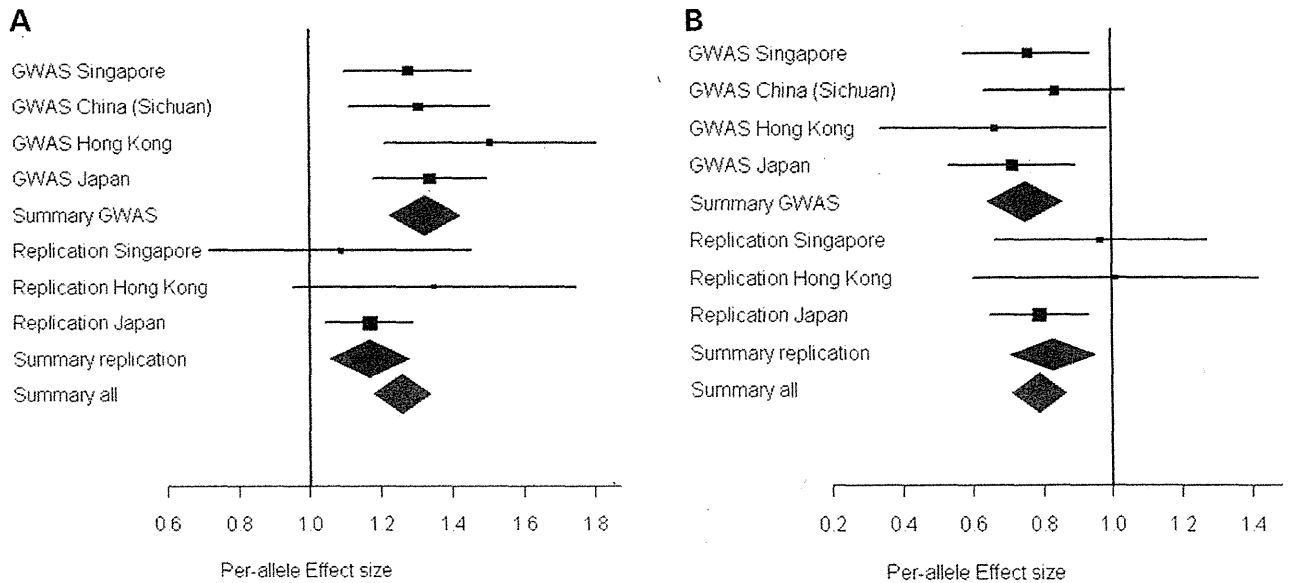 A
GWAS Singapore
GWAS China (Sichuan)
GWAS Hong Kong
GWAS Japan
Summary GWAS
Replication Singapore
Replication Hong Kong
Replication Japan
Summary replication
Summary all
0.6 0.8 1.0 1.2 1.4 1.6 1.8
Per-allele Effect size
B
GWAS Singapore
GWAS China (Sichuan)
GWAS Hong Kong
GWAS Japan
Summary GWAS
Replication Singapore
Replication Hong Kong
Replication Japan
Summary replication
Summary all
0.2 0.4 0.6 0.8 1.0 1.2 1.4
Per-allele Effect size